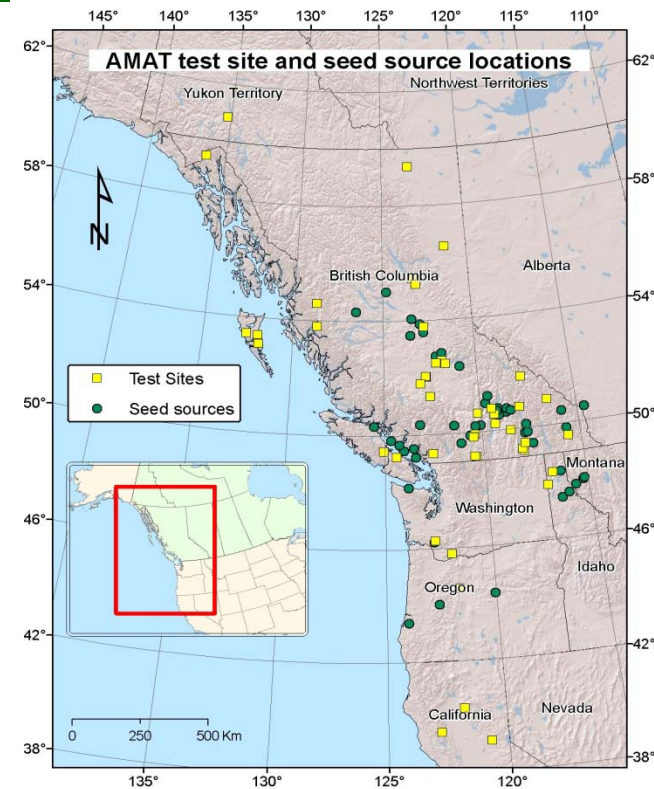 145° 140° 135° 130° 125° 120° 115° 110°
62° 62°
AMAT test site and seed source locations
Yukon Territory
Northwest Territories
58° 58°
N
British Columbia
Alberta
54° 54°
Test Sites
Seed sources
50° 50°
Montana
Washington
46° 46°
Idaho
Oregon
42° 42°
California
Nevada
0 250 500 Km
38° 38°
135° 130° 125° 120°